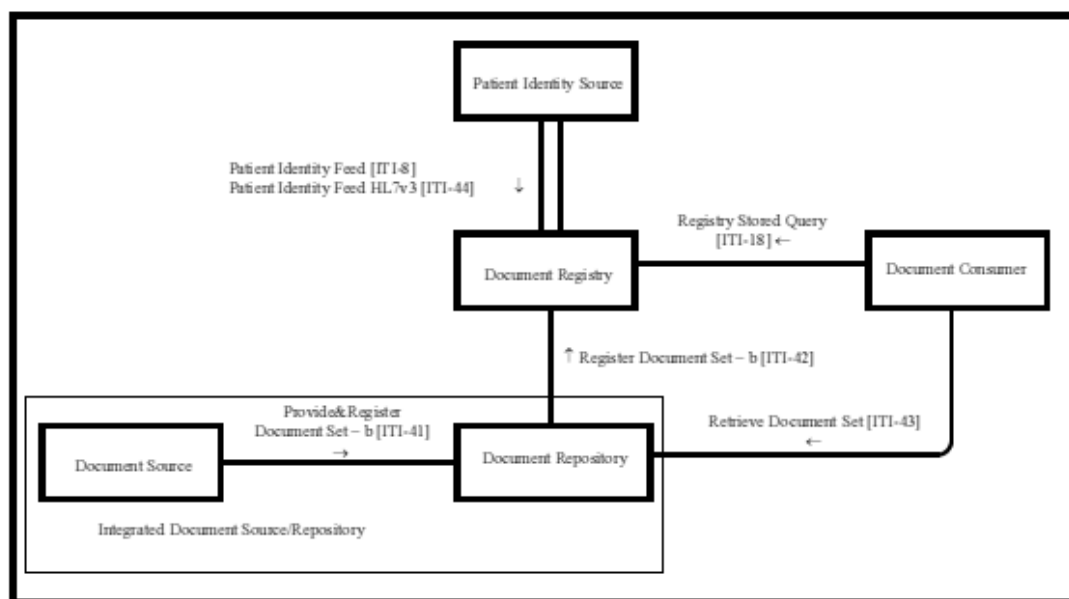 Patient Identity Source
Patient Identity Feed [ITI-8]
Patient Identity Feed HL7v3 [ITI-44] ↓
Registry Stored Query
[ITI-18] ←
Document Registry
Document Consumer
↑ Register Document Set – b [ITI-42]
Provide&Register
Document Set – b [ITI-41]
→
Retrieve Document Set [ITI-43]
←
Document Source
Document Repository
Integrated Document Source/Repository